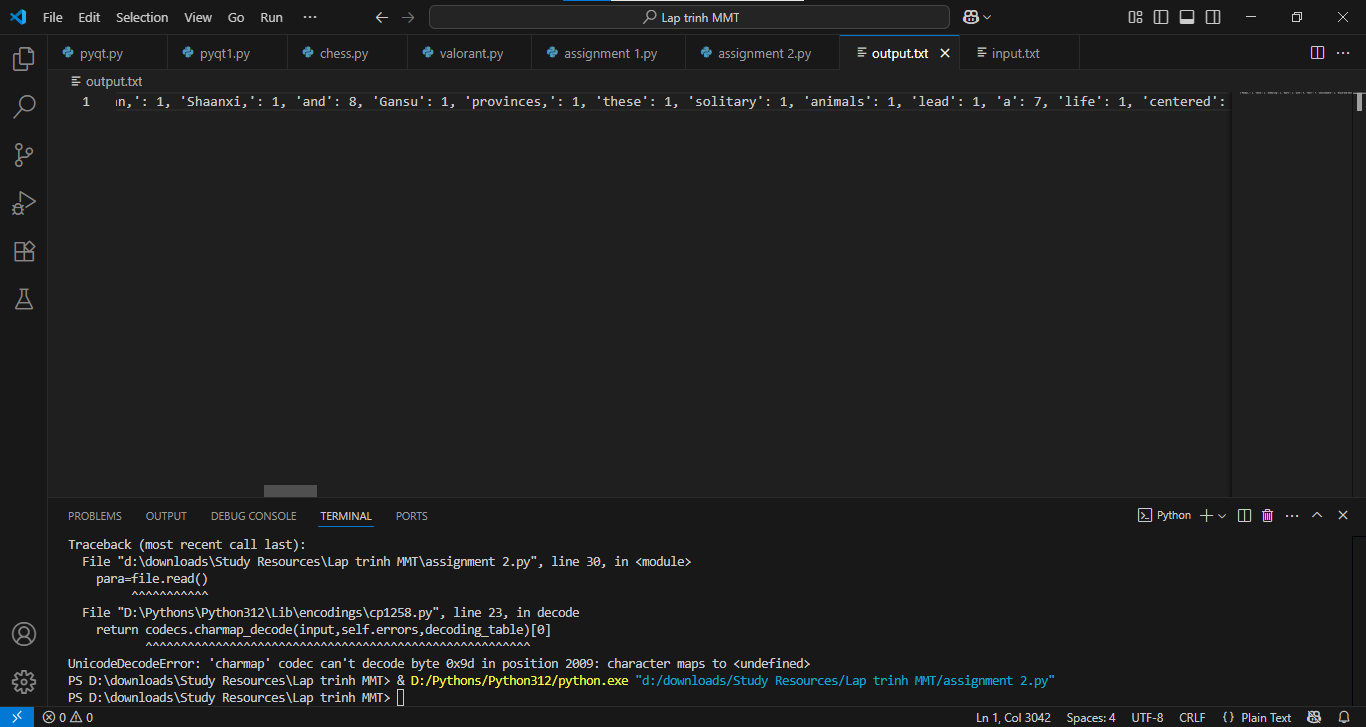 File Edit Selection View Go Run ··· Lap trinh MMT
pyqt.py pyqt1.py chess.py valorant.py assignment 1.py assignment 2.py output.txt input.txt
output.txt
1 n,': 1, 'Shaanxi,': 1, 'and': 8, 'Gansu': 1, 'provinces,': 1, 'these': 1, 'solitary': 1, 'animals': 1, 'lead': 1, 'a': 7, 'life': 1, 'centered':
PROBLEMS OUTPUT DEBUG CONSOLE TERMINAL PORTS Python
Traceback (most recent call last):
File "d:\downloads\Study Resources\Lap trinh MMT\assignment 2.py", line 30, in <module>
para=file.read()
^^^^^^^^^^^
File "D:\Pythons\Python312\Lib\encodings\cp1258.py", line 23, in decode
return codecs.charmap_decode(input,self.errors,decoding_table)[0]
^^^^^^^^^^^^^^^^^^^^^^^^^^^^^^^^^^^^^^^^^^^^^^^^^^^^^^^
UnicodeDecodeError: 'charmap' codec can't decode byte 0x9d in position 2009: character maps to <undefined>
PS D:\downloads\Study Resources\Lap trinh MMT> & D:/Pythons/Python312/python.exe "d:/downloads/Study Resources/Lap trinh MMT/assignment 2.py"
PS D:\downloads\Study Resources\Lap trinh MMT>
0 0 Ln 1, Col 3042 Spaces: 4 UTF-8 CRLF {} Plain Text